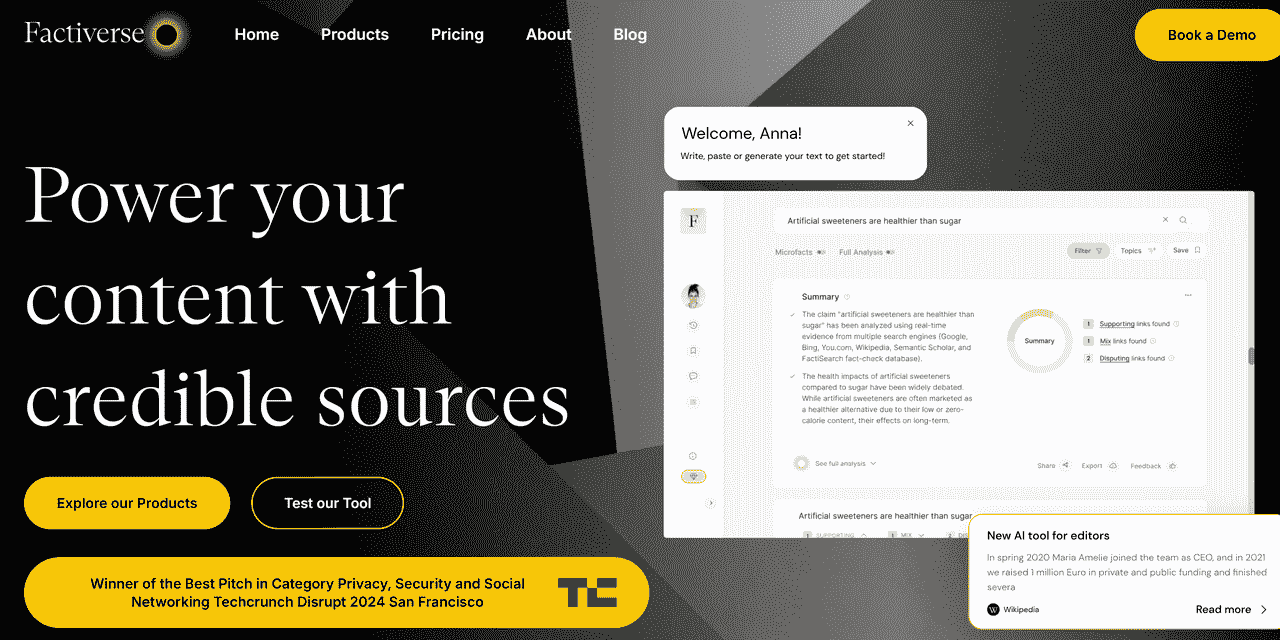 Factiverse
Home
Products
Pricing
About
Blog
Book a Demo
Power your
content with
credible sources
Explore our Products
Test our Tool
Winner of the Best Pitch in Category Privacy, Security and Social
Networking Techcrunch Disrupt 2024 San Francisco
TC
Welcome, Anna!
Write, paste or generate your text to get started!
F
Artificial sweeteners are healthier than sugar
Microfacts
Full Analysis
Filter
Topics
Save
Summary
The claim "artificial sweeteners are healthier than
sugar" has been analyzed using real-time
evidence from multiple search engines (Google,
Bing, You.com, Wikipedia, Semantic Scholar, and
FactiSearch fact-check database).
The health impacts of artificial sweeteners
compared to sugar have been widely debated.
While artificial sweeteners are often marketed as
a healthier alternative due to their low or zero-
calorie content, their effects on long-term.
Summary
1 Supporting links found
1 Mix links found
2 Disputing links found
See full analysis
Share
Export
Feedback
Artificial sweeteners are healthier than sugar
1 SUPPORTING
1 MIX
2 DIS
New AI tool for editors
In spring 2020 Maria Amelie joined the team as CEO, and in 2021
we raised 1 million Euro in private and public funding and finished
severa
W Wikipedia
Read more